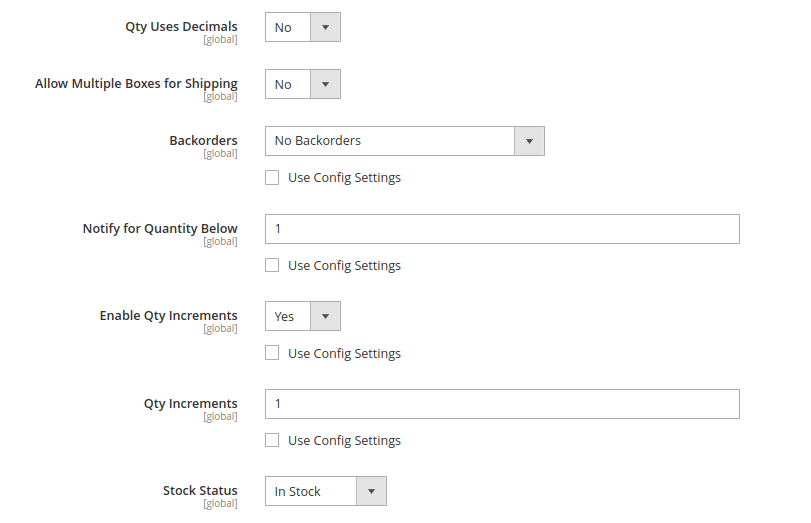 Qty Uses Decimals
[global]
No
Allow Multiple Boxes for Shipping
[global]
No
Backorders
[global]
No Backorders
Use Config Settings
Notify for Quantity Below
[global]
1
Use Config Settings
Enable Qty Increments
[global]
Yes
Use Config Settings
Qty Increments
[global]
1
Use Config Settings
Stock Status
[global]
In Stock